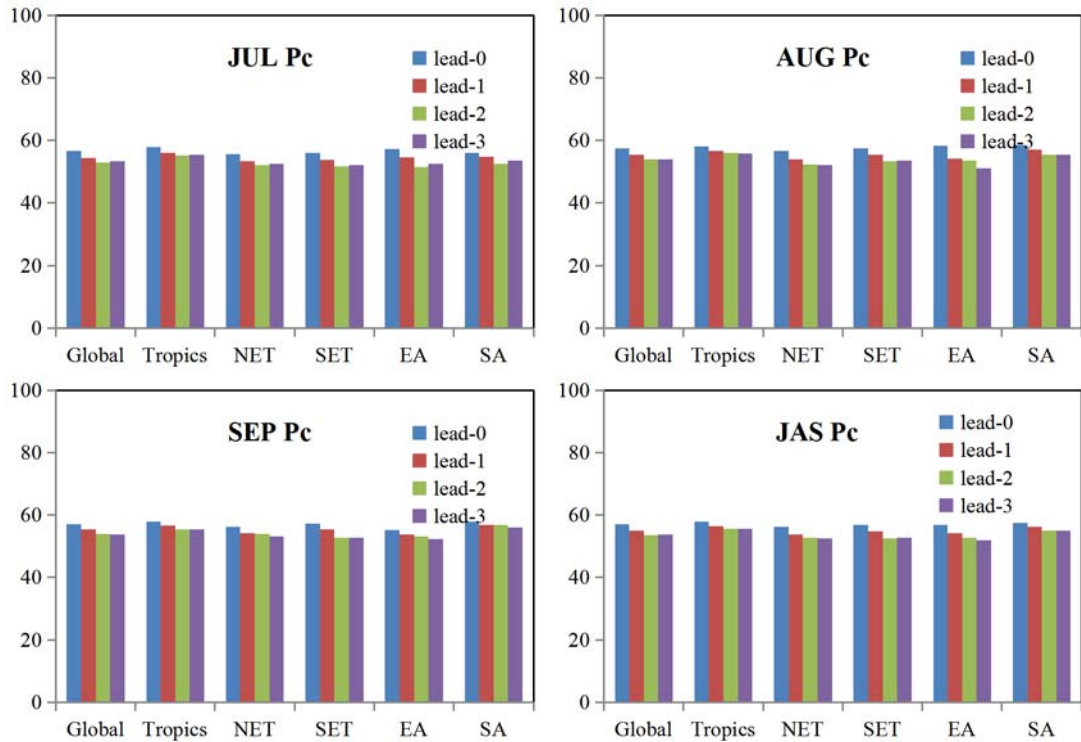 JUL Pc
lead-0
lead-1
lead-2
lead-3
100
80
60
40
20
0
Global Tropics NET SET EA SA
AUG Pc
lead-0
lead-1
lead-2
lead-3
100
80
60
40
20
0
Global Tropics NET SET EA SA
SEP Pc
lead-0
lead-1
lead-2
lead-3
100
80
60
40
20
0
Global Tropics NET SET EA SA
JAS Pc
lead-0
lead-1
lead-2
lead-3
100
80
60
40
20
0
Global Tropics NET SET EA SA